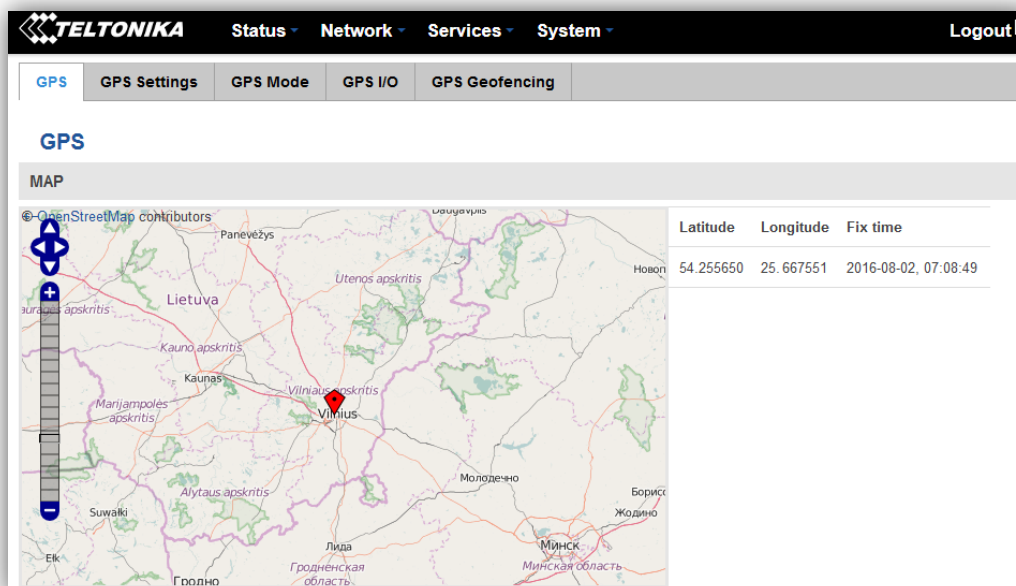 TELTONIKA Status Network Services System Logout
GPS GPS Settings GPS Mode GPS I/O GPS Geofencing
GPS
MAP
© OpenStreetMap contributors
Daugavpils
Panevėžys
Utenos apskritis
Lietuva
apskritis
Kauno apskritis
Kaunas
Vilniaus apskritis
Marijampolės
apskritis
Vilnius
Молодечно
Alytaus apskritis
Suwałki
Жодино
Лида
Минск
Ełk
Гродненская
область
Минская область
Гродно
Latitude Longitude Fix time
54.255650 25.667551 2016-08-02, 07:08:49